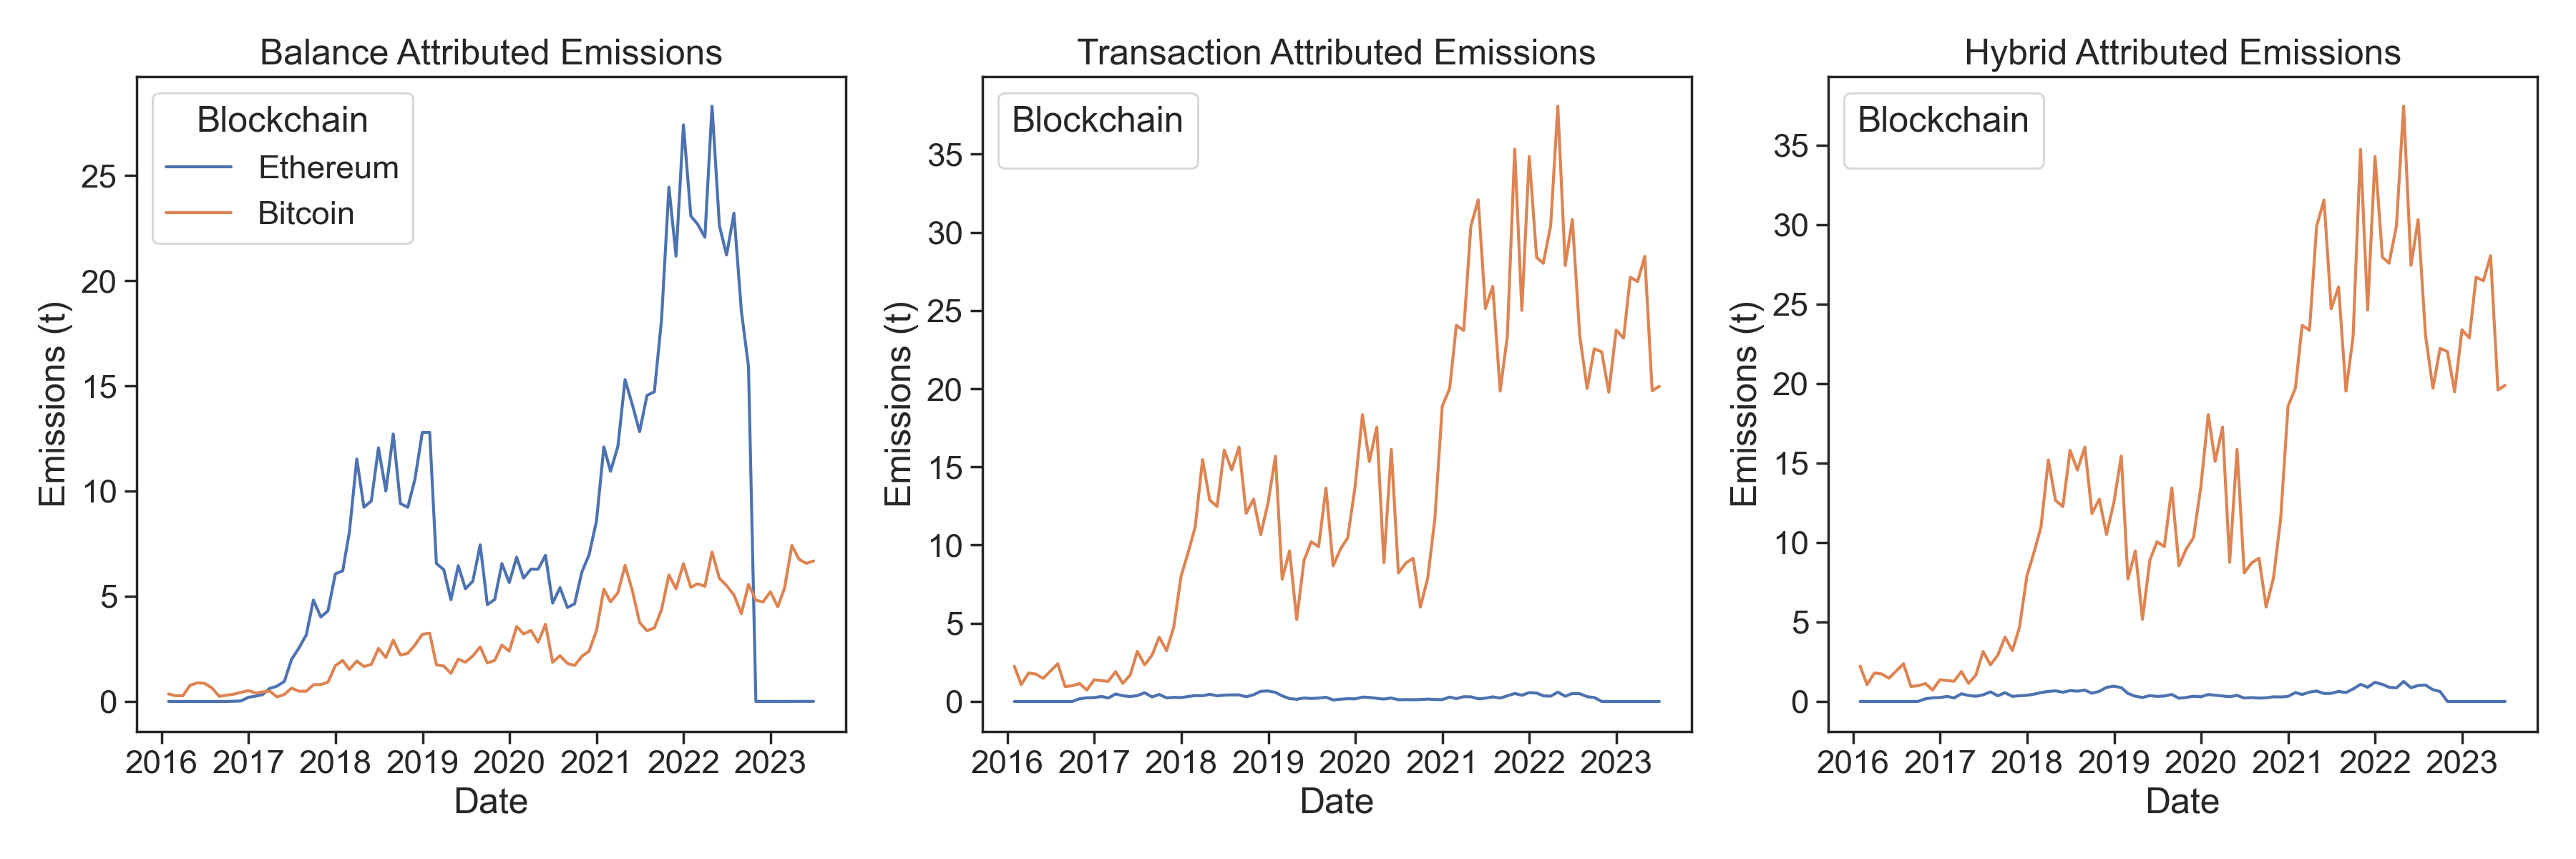 Balance Attributed Emissions
Blockchain
Ethereum
Bitcoin
25
20
15
10
5
0
Emissions (t)
2016 2017 2018 2019 2020 2021 2022 2023
Date
Transaction Attributed Emissions
Blockchain
35
30
25
20
15
10
5
0
Emissions (t)
2016 2017 2018 2019 2020 2021 2022 2023
Date
Hybrid Attributed Emissions
Blockchain
35
30
25
20
15
10
5
0
Emissions (t)
2016 2017 2018 2019 2020 2021 2022 2023
Date